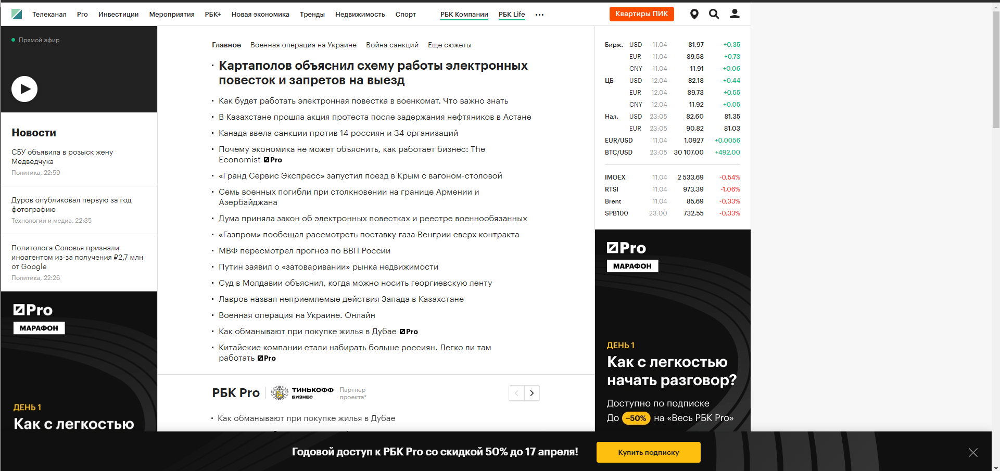 Телеканал Pro Инвестиции Мероприятия РБК+ Новая экономика Тренды Недвижимость Спорт РБК Компании РБК Life ··· Квартиры ПИК
Прямой эфир
Новости
СБУ объявила в розыск жену
Медведчука
Политика, 22:59
Дуров опубликовал первую за год
фотографию
Технологии и медиа, 22:35
Политолога Соловья признали
иноагентом из-за получения ₽2,7 млн
от Google
Политика, 22:26
Pro
МАРАФОН
ДЕНЬ 1
Как с легкостью
Главное Военная операция на Украине Война санкций Еще сюжеты
· Картаполов объяснил схему работы электронных
повесток и запретов на выезд
· Как будет работать электронная повестка в военкомат. Что важно знать
· В Казахстане прошла акция протеста после задержания нефтяников в Астане
· Канада ввела санкции против 14 россиян и 34 организаций
· Почему экономика не может объяснить, как работает бизнес: The
Economist Pro
· «Гранд Сервис Экспресс» запустил поезд в Крым с вагоном-столовой
· Семь военных погибли при столкновении на границе Армении и
Азербайджана
· Дума приняла закон об электронных повестках и реестре военнообязанных
· «Газпром» пообещал рассмотреть поставку газа Венгрии сверх контракта
· МВФ пересмотрел прогноз по ВВП России
· Путин заявил о «затоваривании» рынка недвижимости
· Суд в Молдавии объяснил, когда можно носить георгиевскую ленту
· Лавров назвал неприемлемые действия Запада в Казахстане
· Военная операция на Украине. Онлайн
· Как обманывают при покупке жилья в Дубае Pro
· Китайские компании стали набирать больше россиян. Легко ли там
работать Pro
РБК Pro
ТИНЬКОФФ
БИЗНЕС
Партнер
проекта*
· Как обманывают при покупке жилья в Дубае
Бирж. USD 11.04 81,97 +0,35
EUR 11.04 89,58 +0,73
CNY 11.04 11,91 +0,06
ЦБ USD 12.04 82,18 +0,44
EUR 12.04 89,73 +0,55
CNY 12.04 11,92 +0,05
Нал. USD 23:05 82,60 81,35
EUR 23:05 90,82 81,03
EUR/USD 11.04 1,0927 +0,0056
BTC/USD 23:05 30 107,00 +492,00
IMOEX 11.04 2 533,69 -0,54%
RTSI 11.04 973,39 -1,06%
Brent 11.04 85,69 -0,33%
SPB100 23:00 732,55 -0,33%
Pro
МАРАФОН
ДЕНЬ 1
Как с легкостью
начать разговор?
Доступно по подписке
До -50% на «Весь РБК Pro»
Годовой доступ к РБК Pro со скидкой 50% до 17 апреля! Купить подписку